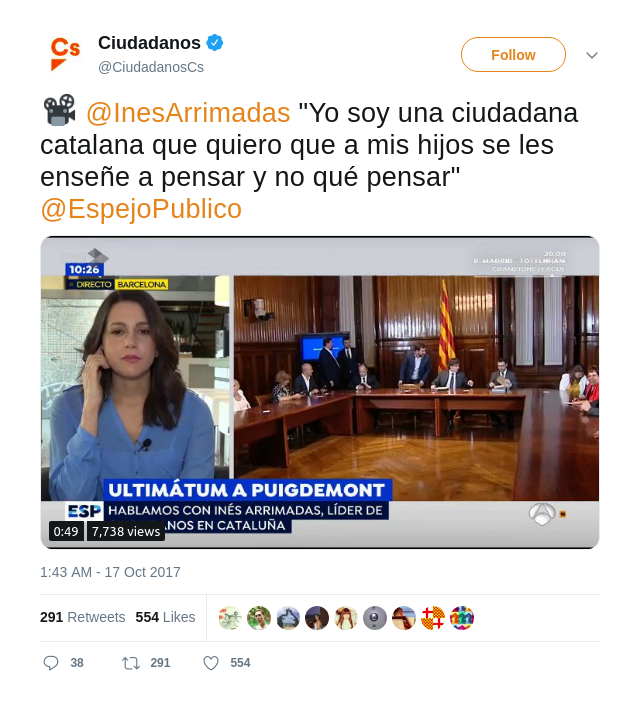 Cs
Ciudadanos
@CiudadanosCs
Follow
@InesArrimadas "Yo soy una ciudadana
catalana que quiero que a mis hijos se les
enseñe a pensar y no qué pensar"
@EspejoPublico
10:26
DIRECTO BARCELONA
20:00
R. MADRID - TOTTENHAM
CHAMPIONS LEAGUE
ULTIMÁTUM A PUIGDEMONT
ESP HABLAMOS CON INÉS ARRIMADAS, LÍDER DE
ANOS EN CATALUÑA
0:49 7,738 views
1:43 AM - 17 Oct 2017
291 Retweets 554 Likes
38 291 554